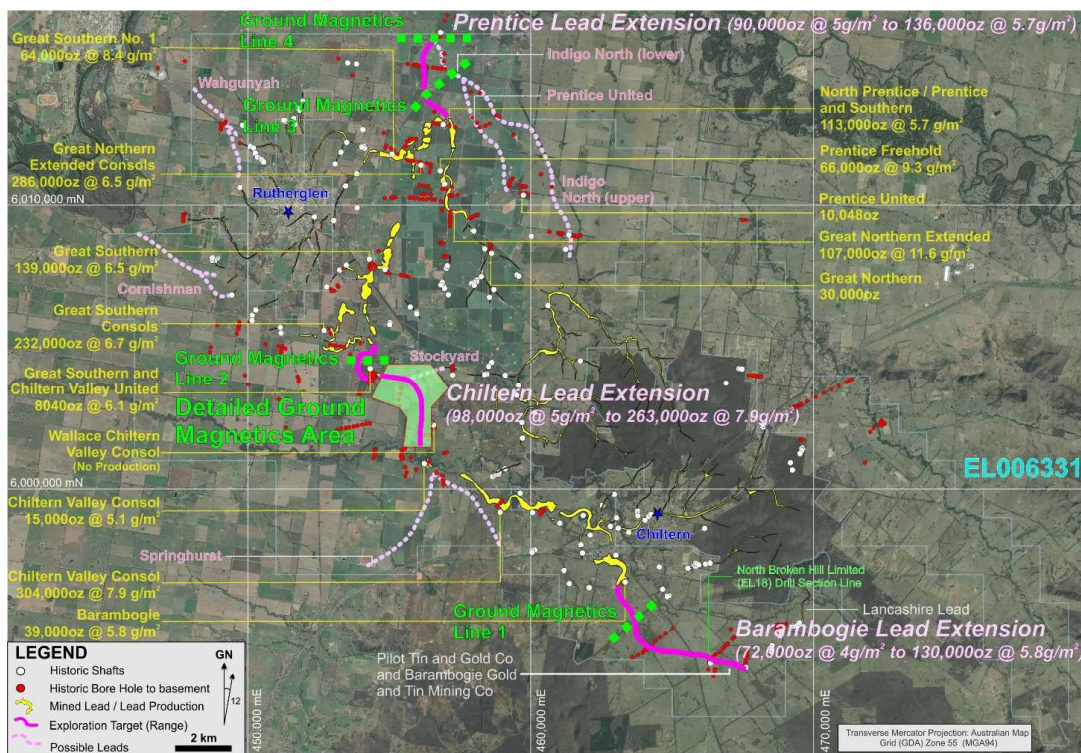 Prentice Lead Extension (90,000oz @ 5g/m² to 136,000oz @ 5.7g/m²)
Ground Magnetics
Line 4
Great Southern No. 1
64,000oz @ 8.4 g/m²
Indigo North (lower)
Wahgunyah
Prentice United
Ground Magnetics
Line 3
North Prentice / Prentice
and Southern
113,000oz @ 5.7 g/m²
Great Northern
Extended Consols
286,000oz @ 6.5 g/m²
Prentice Freehold
66,000oz @ 9.3 g/m²
Rutherglen
Indigo
North (upper)
Prentice United
10,048oz
6,010,000 mN
Great Northern Extended
107,000oz @ 11.6 g/m²
Great Southern
139,000oz @ 6.5 g/m²
Great Northern
30.000oz
Cornishman
Great Southern
Consols
232,000oz @ 6.7 g/m²
Ground Magnetics
Line 2
Stockyard
Great Southern and
Chiltern Valley United
8040oz @ 6.1 g/m²
Chiltern Lead Extension
(98,000oz @ 5g/m² to 263,000oz @ 7.9g/m²)
Detailed Ground
Magnetics Area
Wallace Chiltern
Valley Consol
(No Production)
EL006331
6,000,000 mN
Chiltern Valley Consol
15,000oz @ 5.1 g/m²
Chiltern
Springhurst
Chiltern Valley Consol
304,000oz @ 7.9 g/m²
North Broken Hill Limited
(EL18) Drill Section Line
Barambogie
39,000oz @ 5.8 g/m²
Ground Magnetics
Line 1
Lancashire Lead
Barambogie Lead Extension
(72,000oz @ 4g/m² to 130,000oz @ 5.8g/m²)
Pilot Tin and Gold Co
and Barambogie Gold
and Tin Mining Co
LEGEND
GN
12
Historic Shafts
Historic Bore Hole to basement
Mined Lead / Lead Production
Exploration Target (Range)
Possible Leads
2 km
450,000 mE
460,000 mE
470,000 mE
Transverse Mercator Projection: Australian Map
Grid (GDA) Zone 55 (MGA94)